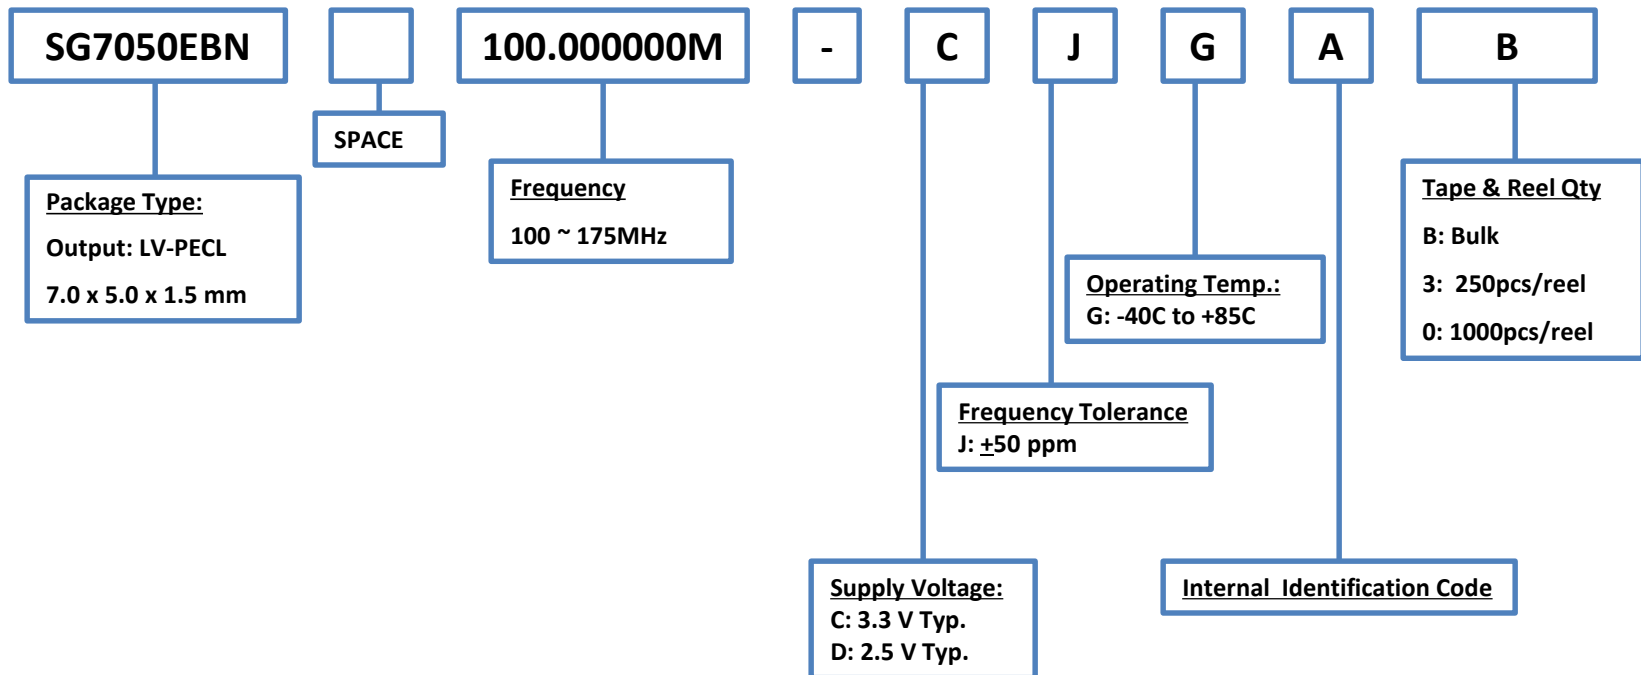 SG7050EBN 100.000000M - C J G A B
SPACE
Package Type:
Output: LV-PECL
7.0 x 5.0 x 1.5 mm
Frequency
100 ~ 175MHz
Tape & Reel Qty
B: Bulk
3: 250pcs/reel
0: 1000pcs/reel
Operating Temp.:
G: -40C to +85C
Frequency Tolerance
J: ±50 ppm
Supply Voltage:
C: 3.3 V Typ.
D: 2.5 V Typ.
Internal Identification Code